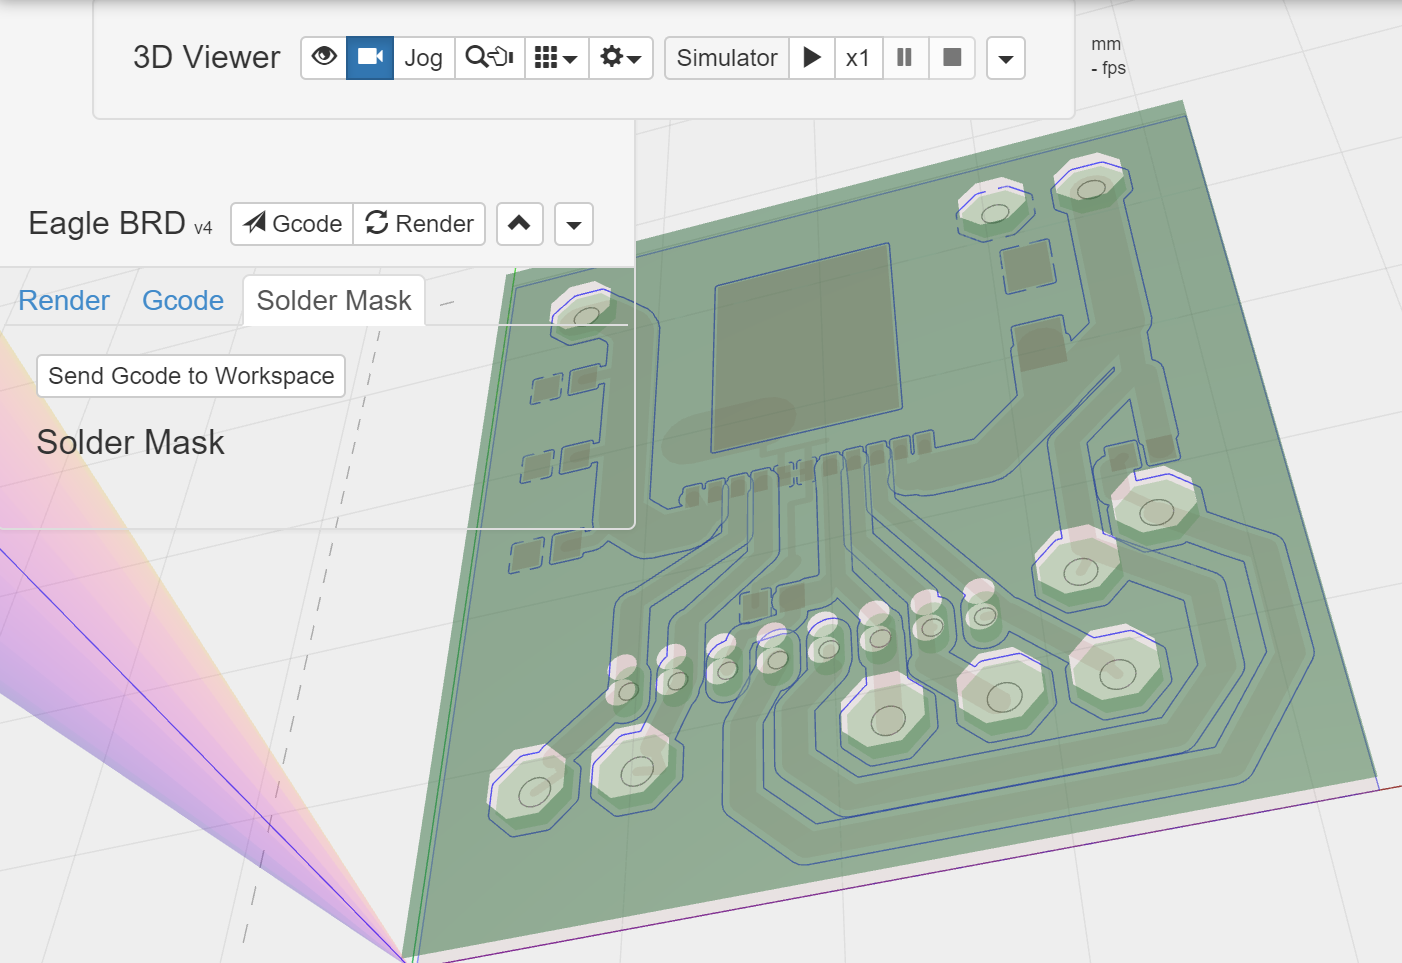 3D Viewer Jog Simulator x1
mm
- fps
Eagle BRD v4 Gcode Render
Render Gcode Solder Mask
Send Gcode to Workspace
Solder Mask